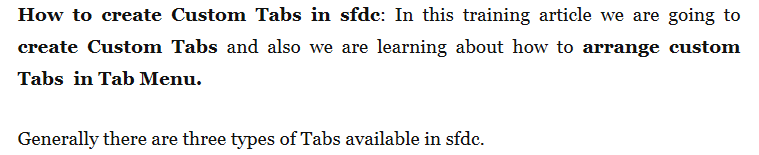 How to create Custom Tabs in sfdc: In this training article we are going to
create Custom Tabs and also we are learning about how to arrange custom
Tabs in Tab Menu.
Generally there are three types of Tabs available in sfdc.